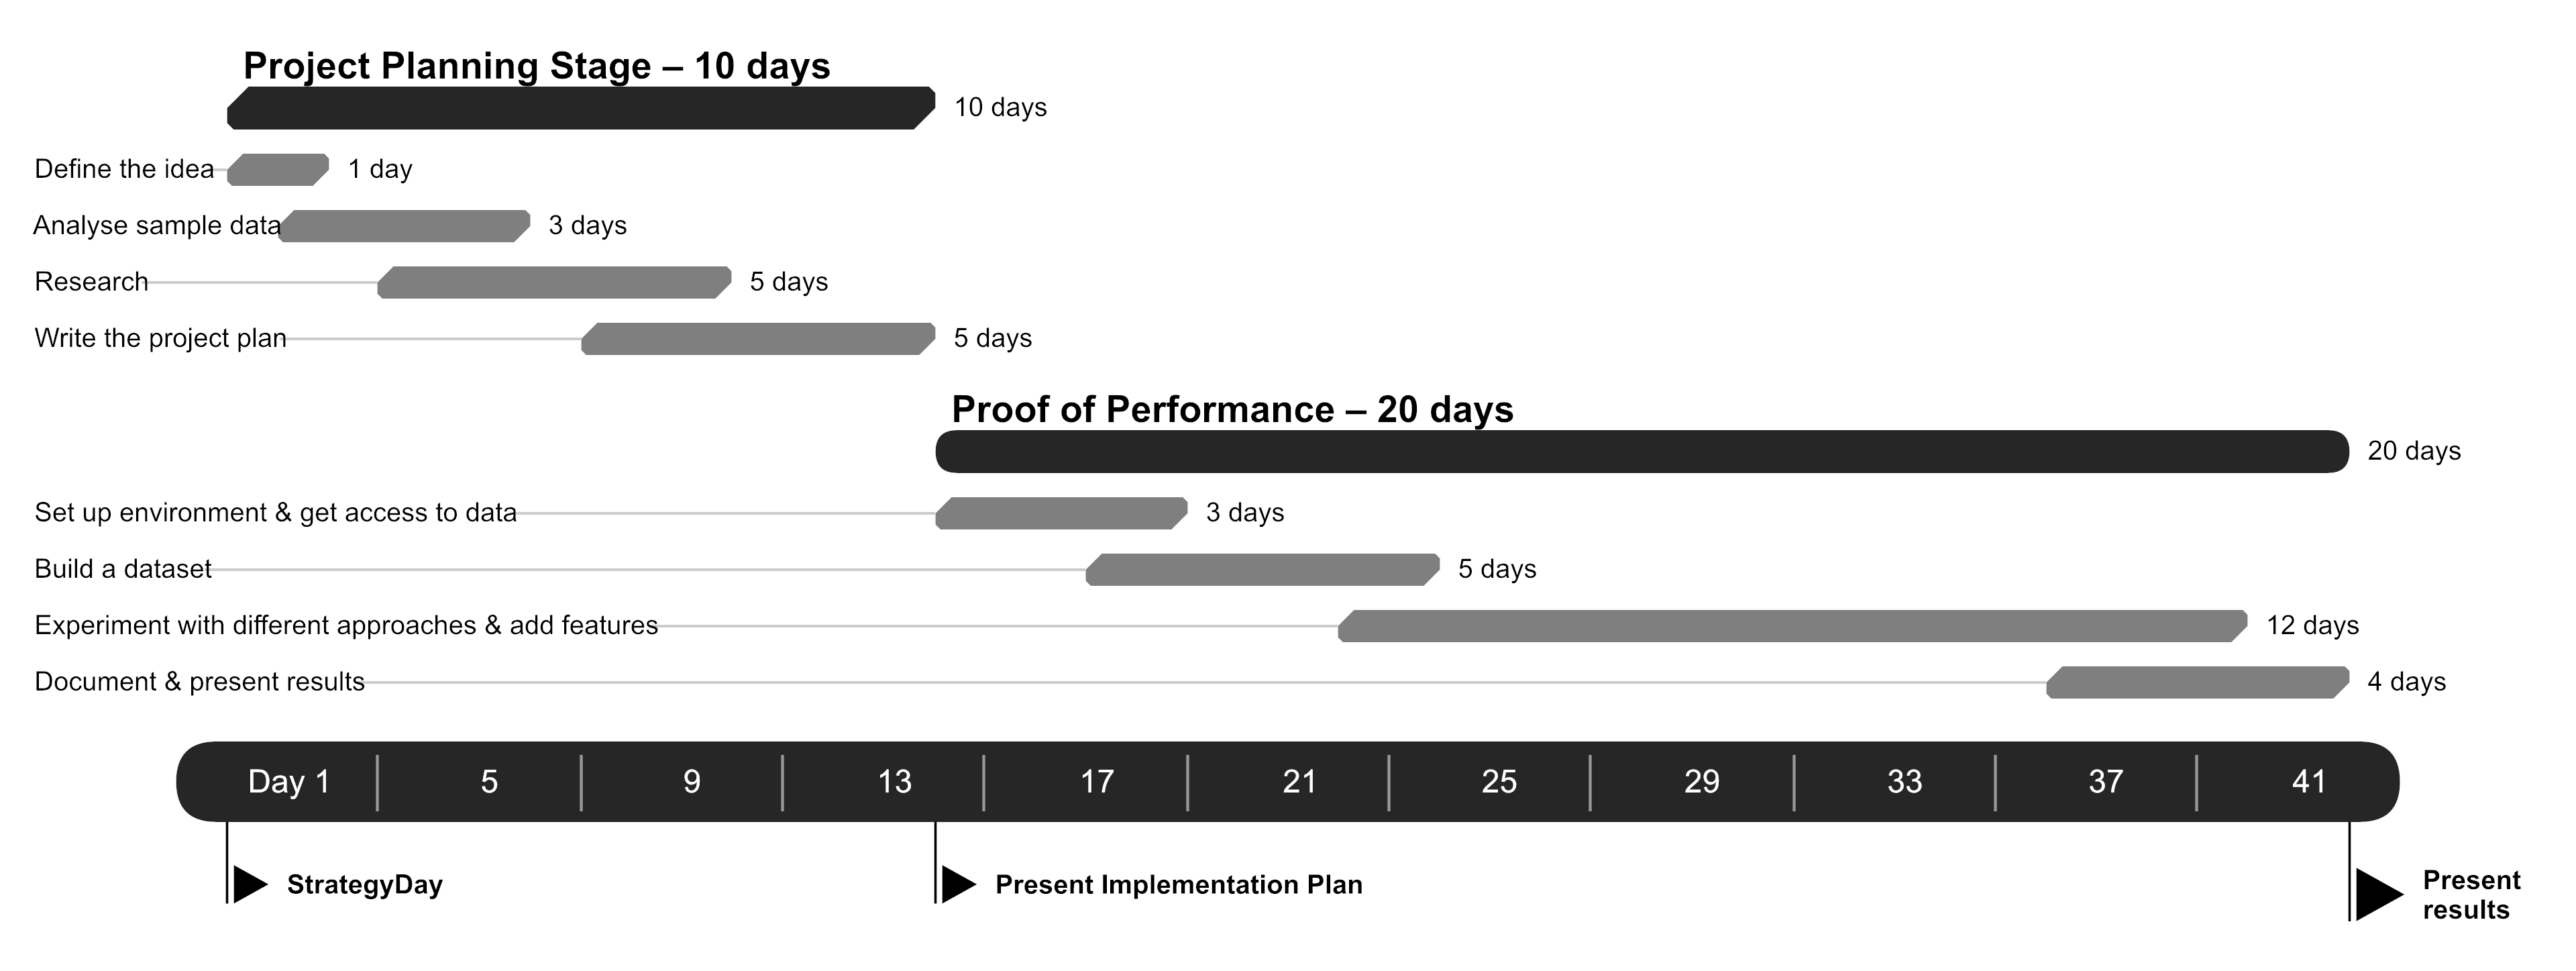 Project Planning Stage – 10 days
10 days
Define the idea 1 day
Analyse sample data 3 days
Research 5 days
Write the project plan 5 days
Proof of Performance – 20 days
20 days
Set up environment & get access to data 3 days
Build a dataset 5 days
Experiment with different approaches & add features 12 days
Document & present results 4 days
Day 1 5 9 13 17 21 25 29 33 37 41
StrategyDay Present Implementation Plan Present
results